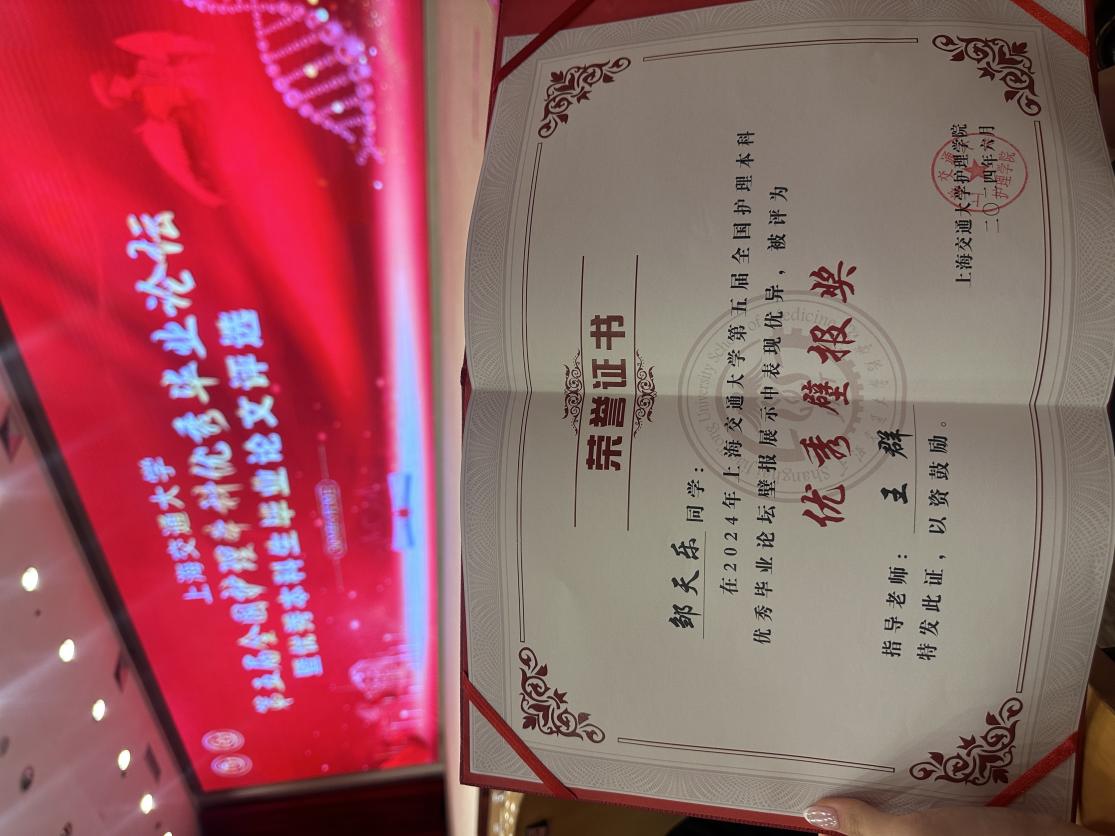 上海交通大学
第五届全国护理本科优秀毕业论坛
暨优秀本科生毕业论文评选
荣誉证书
邹天乐 同学：
在2024年上海交通大学第五届全国护理本科
优秀毕业论坛壁报展示中表现优异，被评为
优秀壁报奖
指导老师： 王群
特发此证，以资鼓励。
上海交通大学护理学院
二〇二四年六月
护理学院